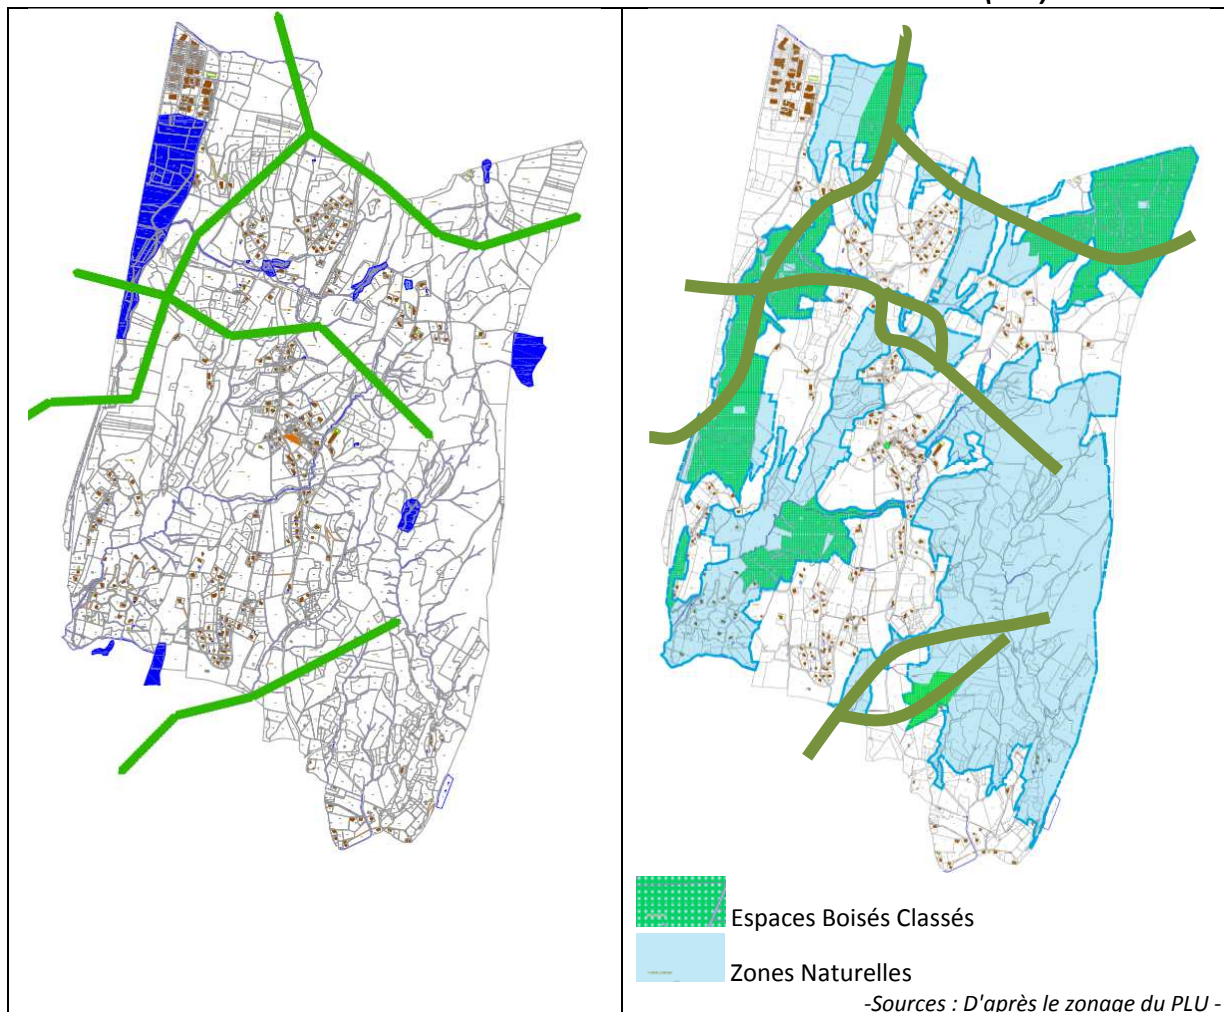 Espaces Boisés Classés
Zones Naturelles
-Sources : D'après le zonage du PLU -